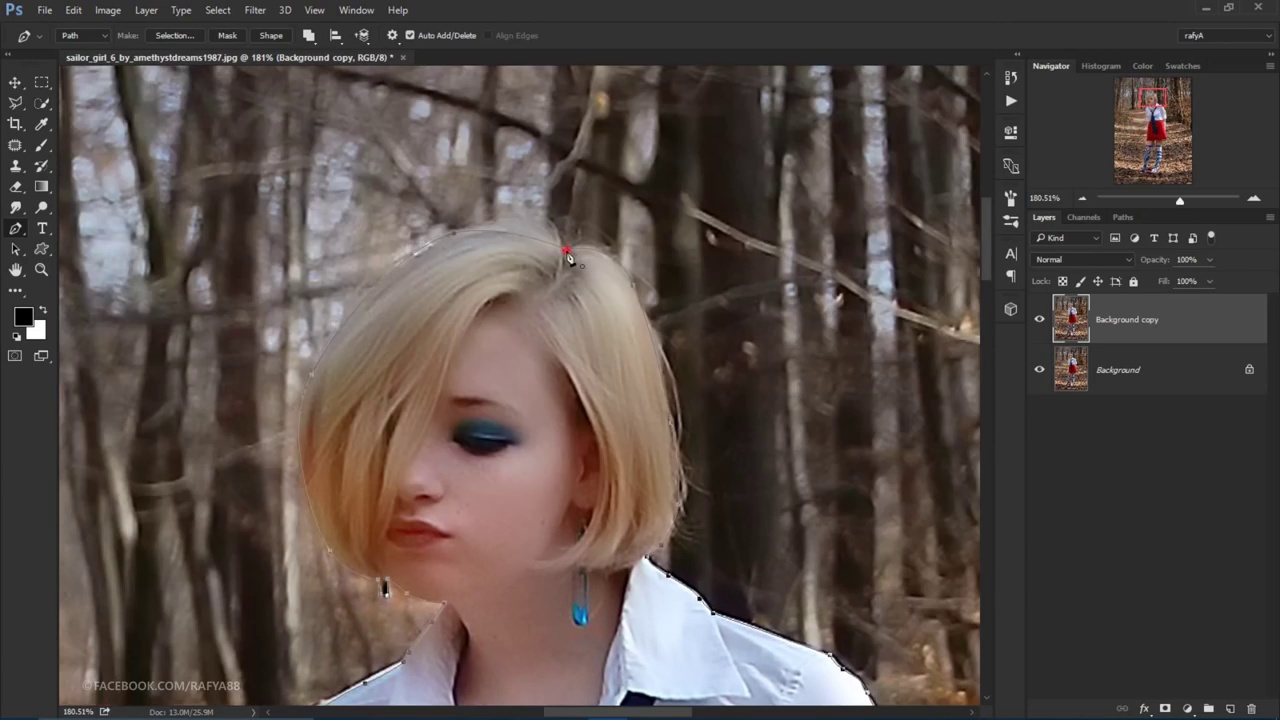 Ps File Edit Image Layer Type Select Filter 3D View Window Help
Path Make: Selection... Mask Shape Auto Add/Delete Align Edges rafyA
sailor_girl_6_by_amethystdreams1987.jpg @ 181% (Background copy, RGB/8) *
Navigator Histogram Color Swatches
180.51%
Layers Channels Paths
Kind
Normal Opacity: 100%
Lock: Fill: 100%
Background copy
Background
©FACEBOOK.COM/RAFYA88
180.51% Doc: 13.0M/25.9M